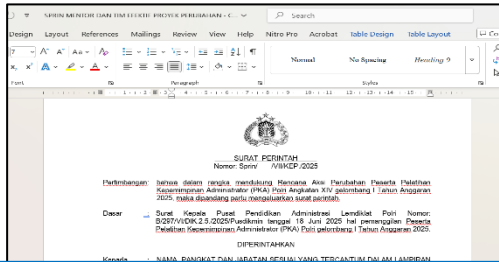 SPRIN MENTOR DAN TIM EFEKTIF PROYEK PERUBAHAN - C...
Search
Design Layout References Mailings Review View Help Nitro Pro Acrobat Table Design Table Layout
Normal No Spacing Heading 9
Font Paragraph Styles
SURAT PERINTAH
Nomor: Sprin/ /VII/KEP./2025
Pertimbangan: bahwa dalam rangka mendukung Rencana Aksi Perubahan Peserta Pelatihan
Kepemimpinan Administrator (PKA) Polri Angkatan XIV gelombang I Tahun Anggaran
2025, maka dipandang perlu mengeluarkan surat perintah.
Dasar : Surat Kepala Pusat Pendidikan Administrasi Lemdiklat Polri Nomor:
B/297/VI/DIK.2.5./2025/Pusdikmin tanggal 16 Juni 2025 hal pemanggilan Peserta
Pelatihan Kepemimpinan Administrator (PKA) Polri gelombang I Tahun Anggaran 2025.
DIPERINTAHKAN
Kepada : NAMA, PANGKAT DAN JABATAN SESUAI YANG TERCANTUM DALAM LAMPIRAN